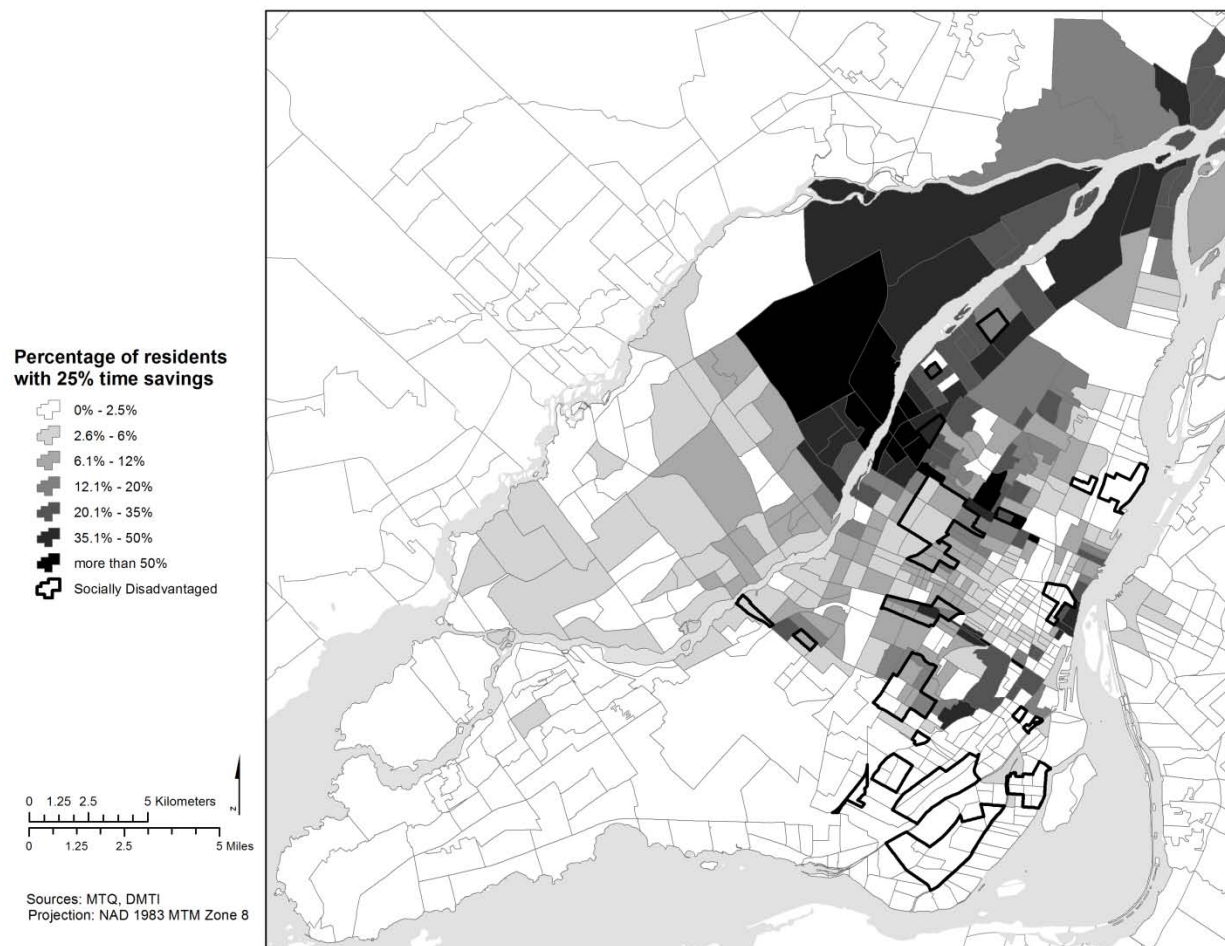 Percentage of residents
with 25% time savings
0% - 2.5%
2.6% - 6%
6.1% - 12%
12.1% - 20%
20.1% - 35%
35.1% - 50%
more than 50%
Socially Disadvantaged
z
0 1.25 2.5 5 Kilometers
0 1.25 2.5 5 Miles
Sources: MTQ, DMTI
Projection: NAD 1983 MTM Zone 8